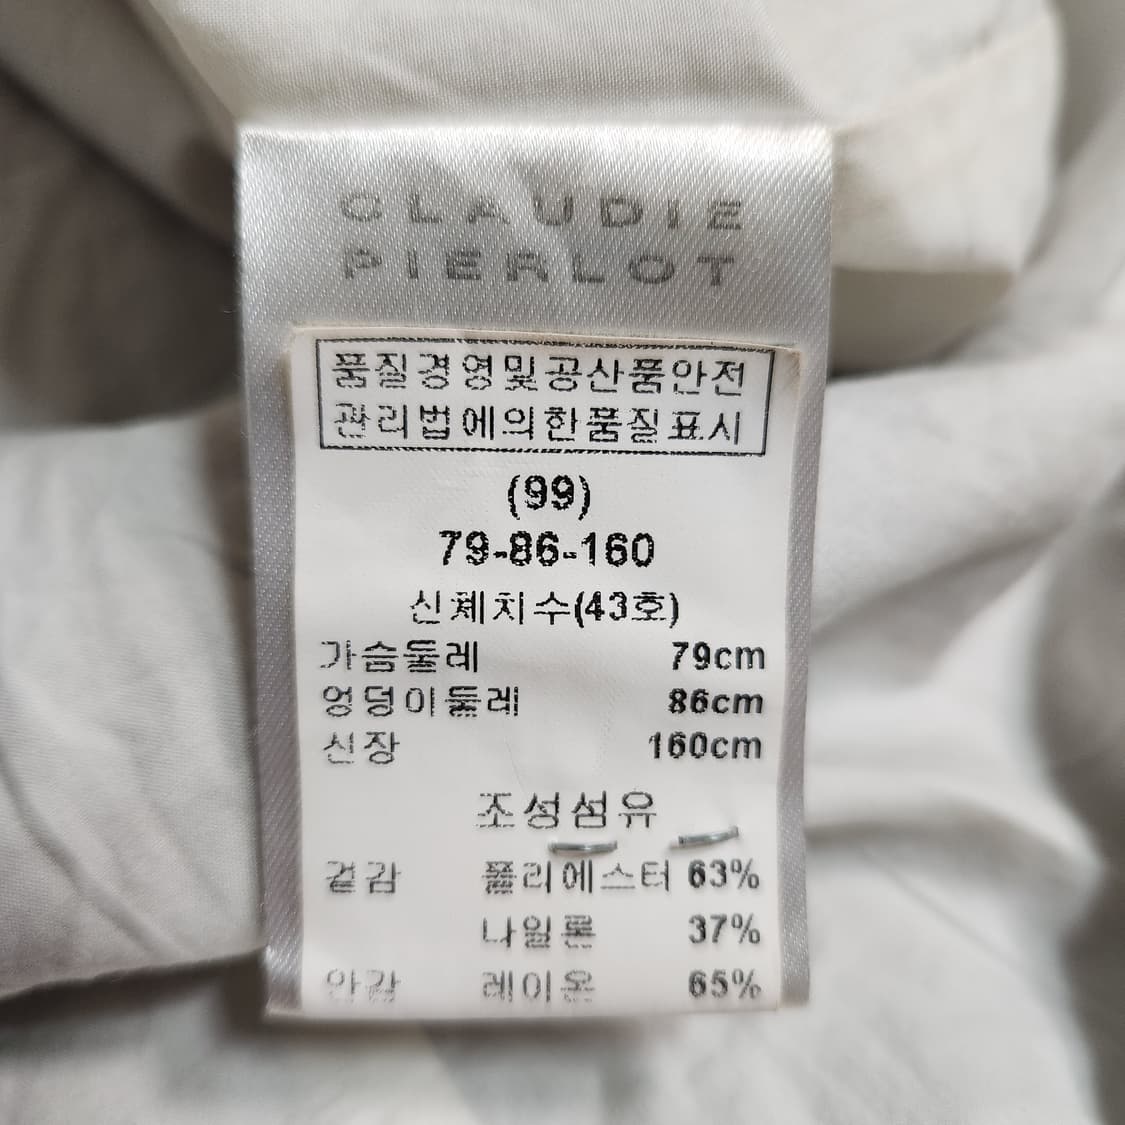 CLAUDIE
PIERLOT
품질경영및공산품안전
관리법에의한품질표시
(99)
79-86-160
신체치수(43호)
가슴둘레 79cm
엉덩이둘레 86cm
신장 160cm
조성섬유
겉감 폴리에스터 63%
나일론 37%
안감 레이온 65%